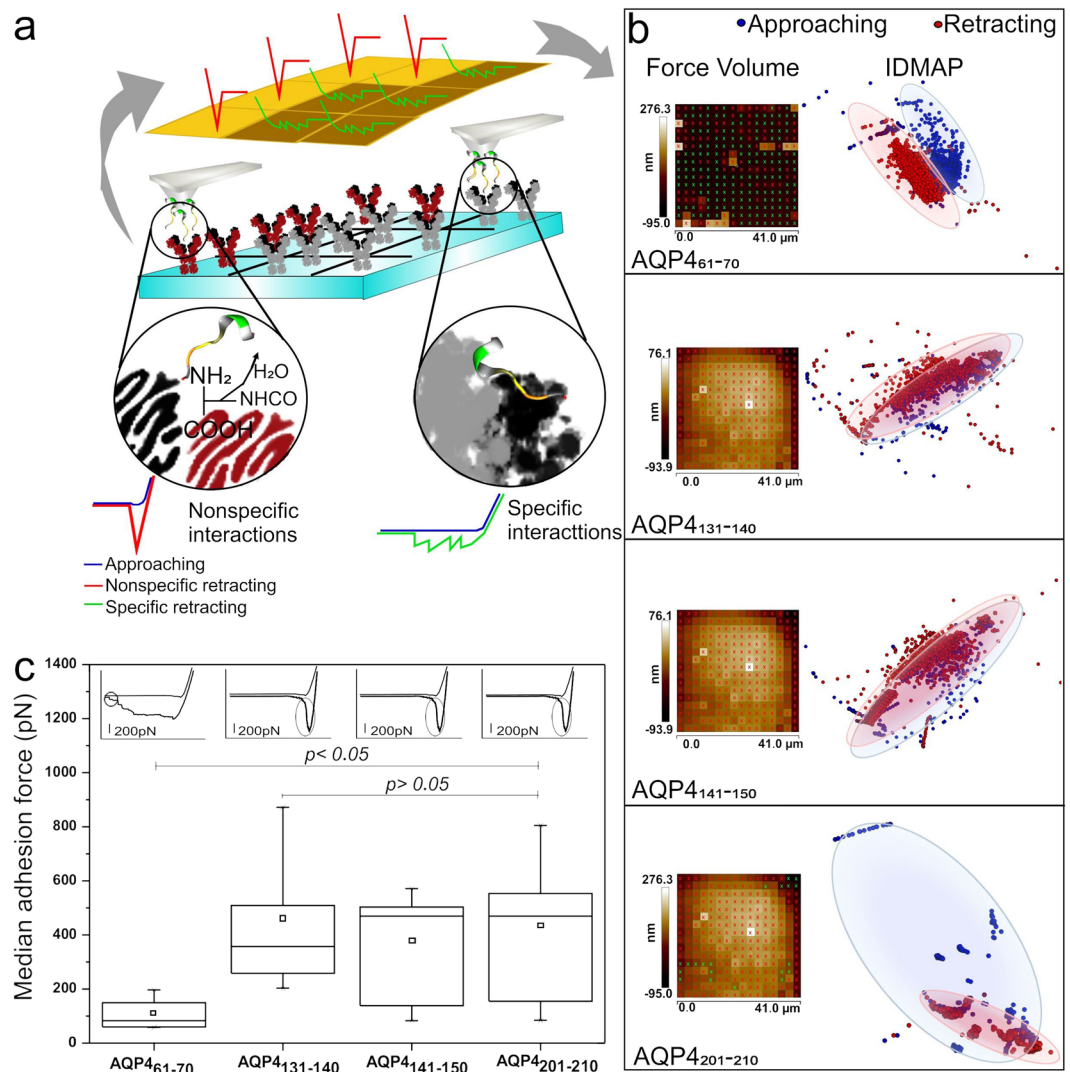 a
NH₂
H₂O
NHCO
COOH
Nonspecific
interactions
Specific
interacttions
Approaching
Nonspecific retracting
Specific retracting
b
Approaching
Retracting
Force Volume
IDMAP
276.3
nm
-95.0
0.0
41.0 µm
AQP4₆₁₋₇₀
76.1
nm
-93.9
0.0
41.0 µm
AQP4₁₃₁₋₁₄₀
76.1
nm
-93.9
0.0
41.0 µm
AQP4₁₄₁₋₁₅₀
276.3
nm
-95.0
0.0
41.0 µm
AQP4₂₀₁₋₂₁₀
c
Median adhesion force (pN)
1400
1200
1000
800
600
400
200
0
200pN
200pN
200pN
200pN
p< 0.05
p> 0.05
AQP4₆₁₋₇₀
AQP4₁₃₁₋₁₄₀
AQP4₁₄₁₋₁₅₀
AQP4₂₀₁₋₂₁₀